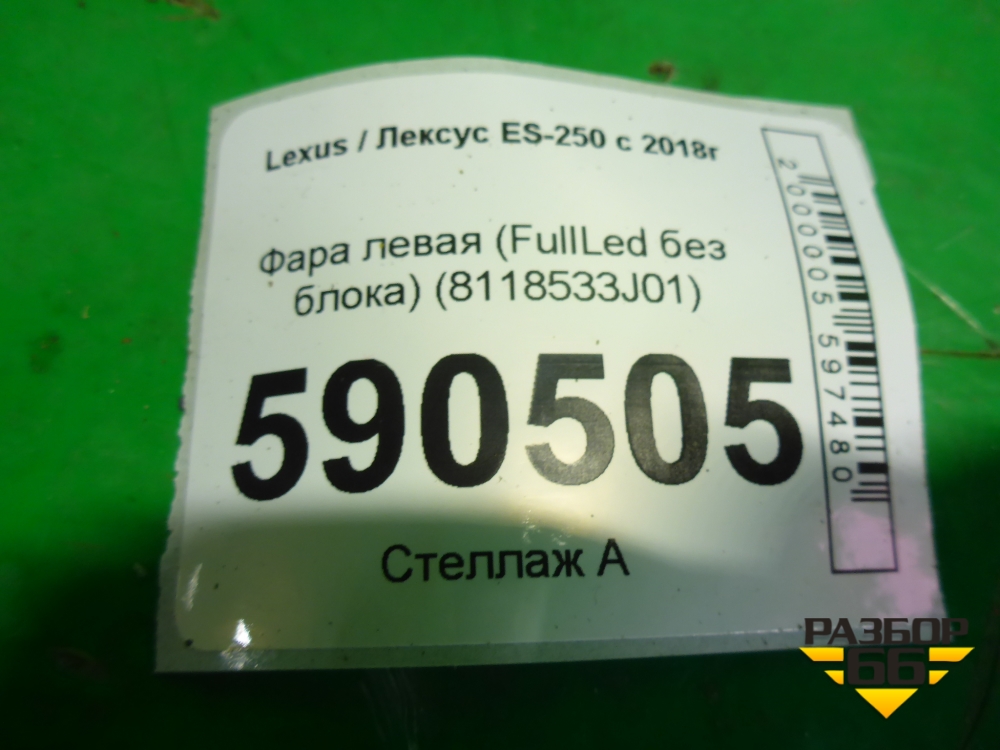 Lexus / Лексус ES-250 с 2018г
Фара левая (FullLed без
блока) (8118533J01)
590505
Стеллаж А
2000005597480
РАЗБОР
66